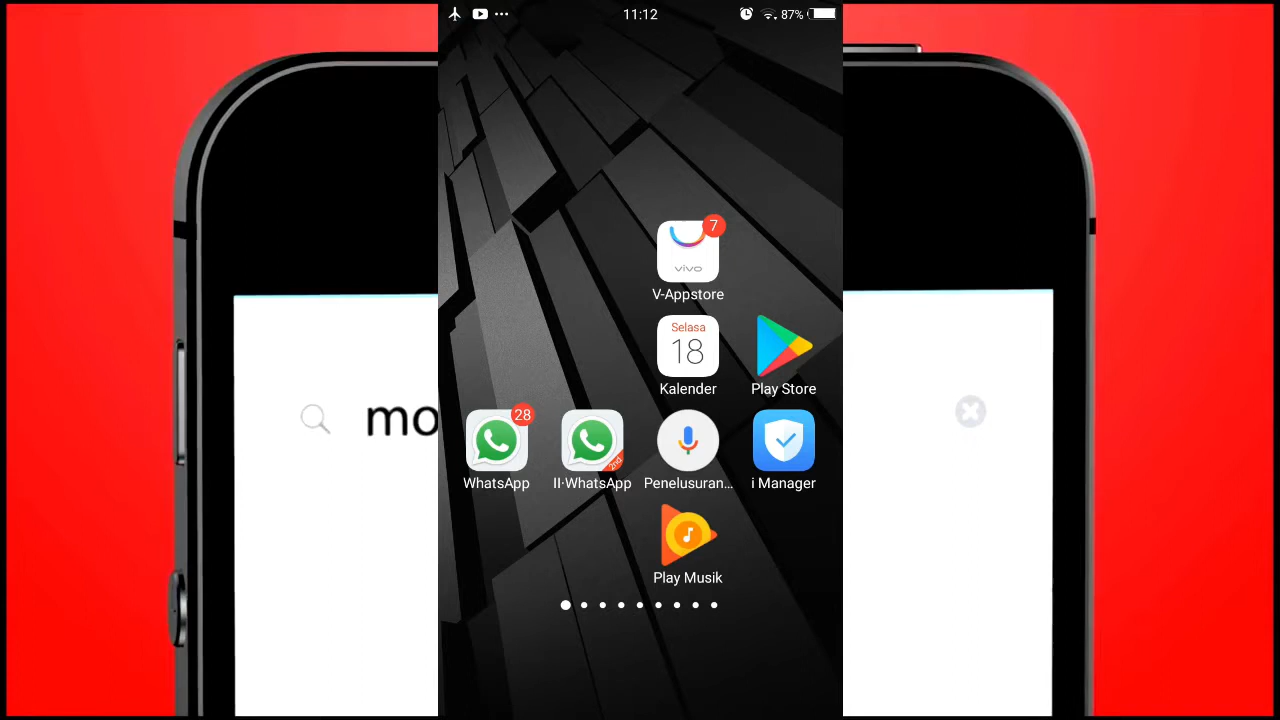 11:12
87%
7
vivo
V-Appstore
Selasa
18
Kalender
Play Store
mo
28
2nd
WhatsApp
II·WhatsApp
Penelusuran...
i Manager
Play Musik